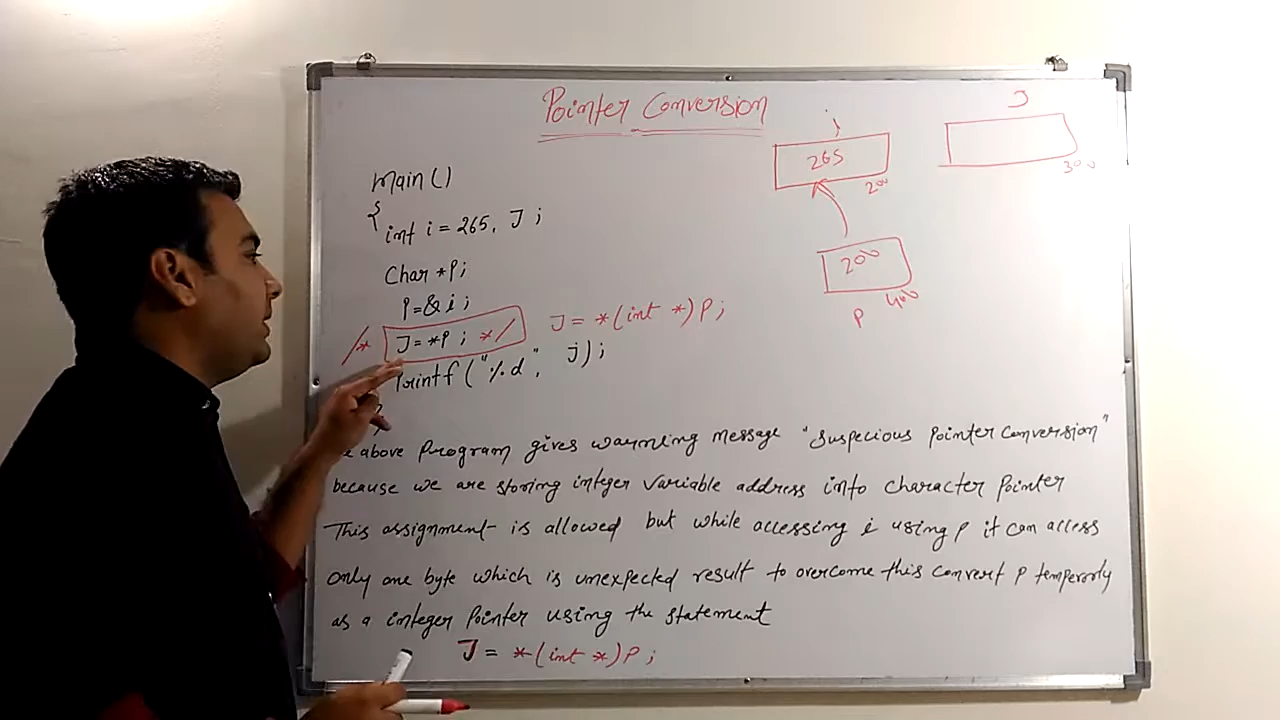 Pointer Conversion
main ()
{
int i = 265, J ;
Char *P;
P=&i;
/* J = *P ; */ J = *(int *)P;
Printf ("%d", j);
above Program gives waynling message "Suspecious Pointer Conversion"
because we are storing integer variable address into character Pointer
This assignment is allowed but while accessing i using P it can access
only one byte which is unexpected result to overcome this convert P temperorly
as a integer Pointer using the statement
J = *(int *)P ;
i
265
200
J
300
200
400
P